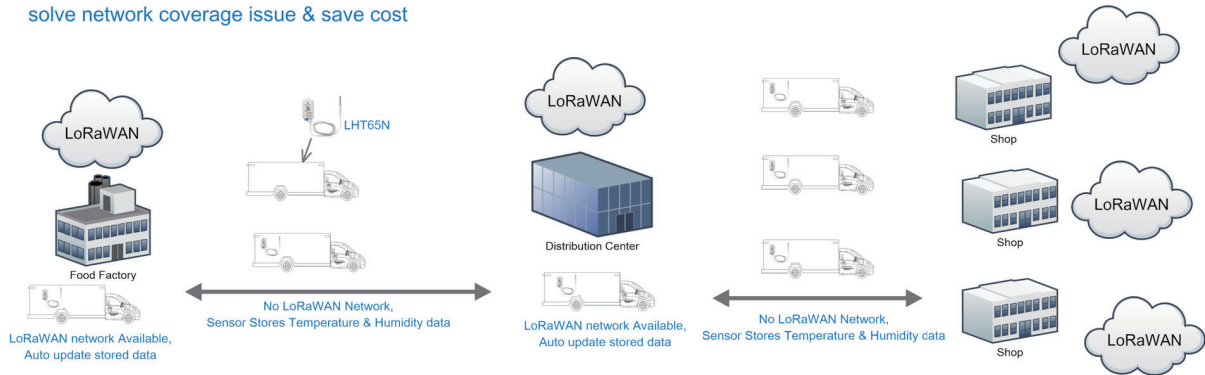 solve network coverage issue & save cost
LoRaWAN
Food Factory
LoRaWAN network Available,
Auto update stored data
LHT65N
No LoRaWAN Network,
Sensor Stores Temperature & Humidity data
LoRaWAN
Distribution Center
LoRaWAN network Available,
Auto update stored data
No LoRaWAN Network,
Sensor Stores Temperature & Humidity data
LoRaWAN
Shop
LoRaWAN
Shop
LoRaWAN
Shop